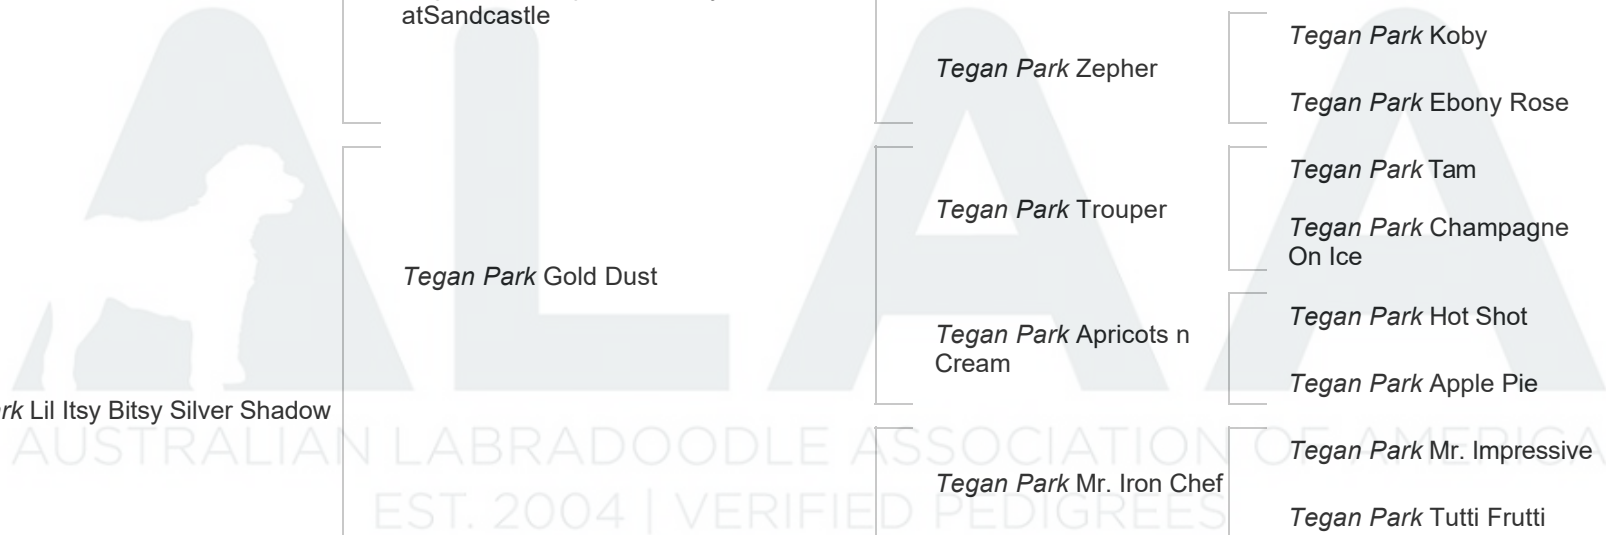 atSandcastle
Tegan Park Koby
Tegan Park Zepher
Tegan Park Ebony Rose
Tegan Park Tam
Tegan Park Trouper
Tegan Park Champagne
On Ice
Tegan Park Gold Dust
Tegan Park Hot Shot
Tegan Park Apricots n
Cream
Tegan Park Apple Pie
Lil Itsy Bitsy Silver Shadow
AUSTRALIAN LABRADOODLE ASSOCIATION OF AMERICA
Tegan Park Mr. Impressive
Tegan Park Mr. Iron Chef
EST. 2004 | VERIFIED PEDIGREES
Tegan Park Tutti Frutti
ALAA